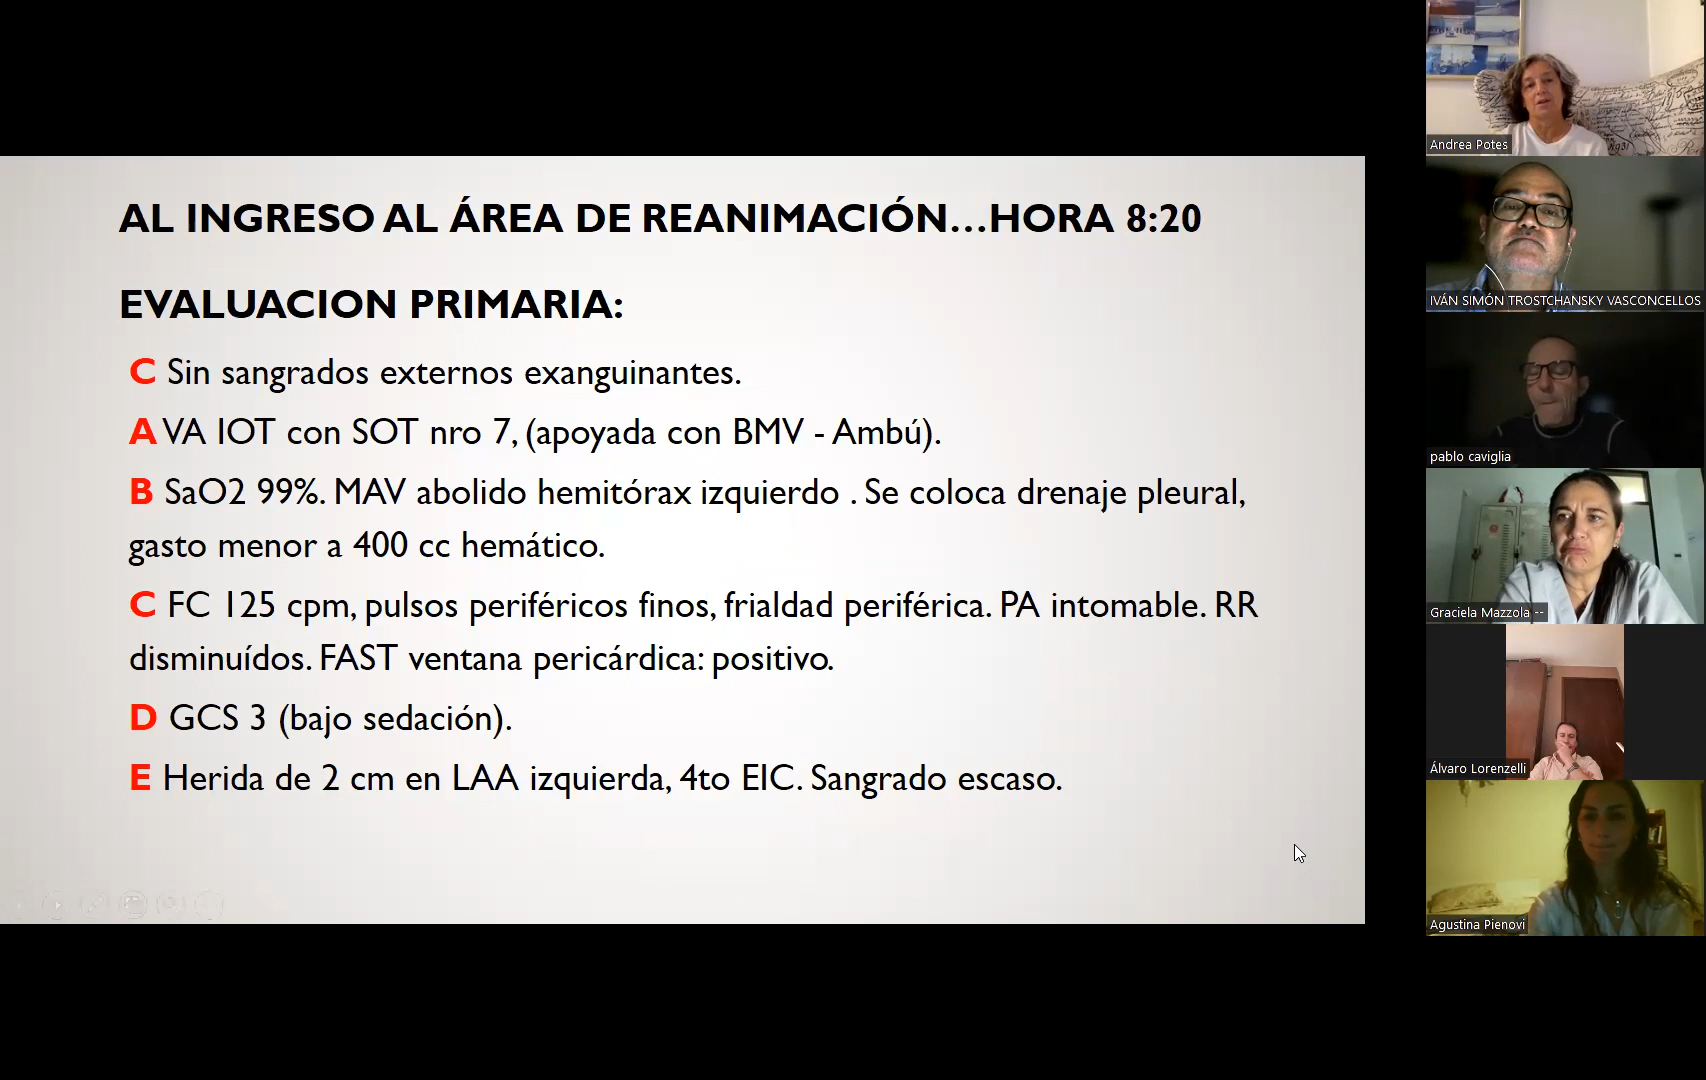 AL INGRESO AL ÁREA DE REANIMACIÓN...HORA 8:20
EVALUACION PRIMARIA:
C Sin sangrados externos exanguinantes.
A VA IOT con SOT nro 7, (apoyada con BMV - Ambú).
B SaO2 99%. MAV abolido hemitórax izquierdo . Se coloca drenaje pleural,
gasto menor a 400 cc hemático.
C FC 125 cpm, pulsos periféricos finos, frialdad periférica. PA intomable. RR
disminuídos. FAST ventana pericárdica: positivo.
D GCS 3 (bajo sedación).
E Herida de 2 cm en LAA izquierda, 4to EIC. Sangrado escaso.
Andrea Potes
IVÁN SIMÓN TROSTCHANSKY VASCONCELLOS
pablo caviglia
Graciela Mazzola --
Álvaro Lorenzelli
Agustina Pienovi